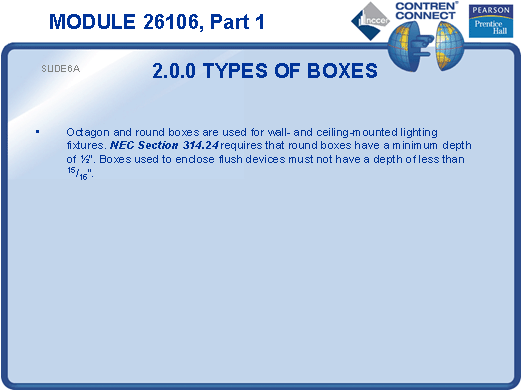 MODULE 26106, Part 1
nccer
CONTREN®
CONNECT
PEARSON
Prentice
Hall
SLIDE 6A
2.0.0 TYPES OF BOXES
• Octagon and round boxes are used for wall- and ceiling-mounted lighting
fixtures. NEC Section 314.24 requires that round boxes have a minimum depth
of ½". Boxes used to enclose flush devices must not have a depth of less than
15/16".